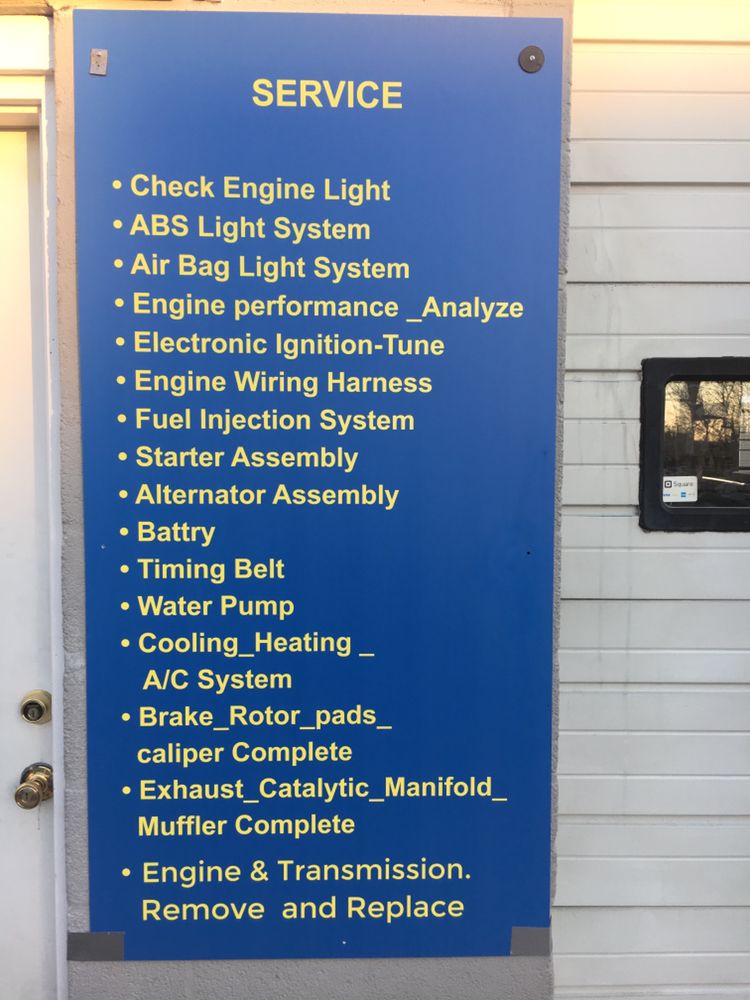 SERVICE
• Check Engine Light
• ABS Light System
• Air Bag Light System
• Engine performance _Analyze
• Electronic Ignition-Tune
• Engine Wiring Harness
• Fuel Injection System
• Starter Assembly
• Alternator Assembly
• Battry
• Timing Belt
• Water Pump
• Cooling_Heating _
A/C System
• Brake_Rotor_pads_
caliper Complete
• Exhaust_Catalytic_Manifold_
Muffler Complete
• Engine & Transmission.
Remove and Replace
Square